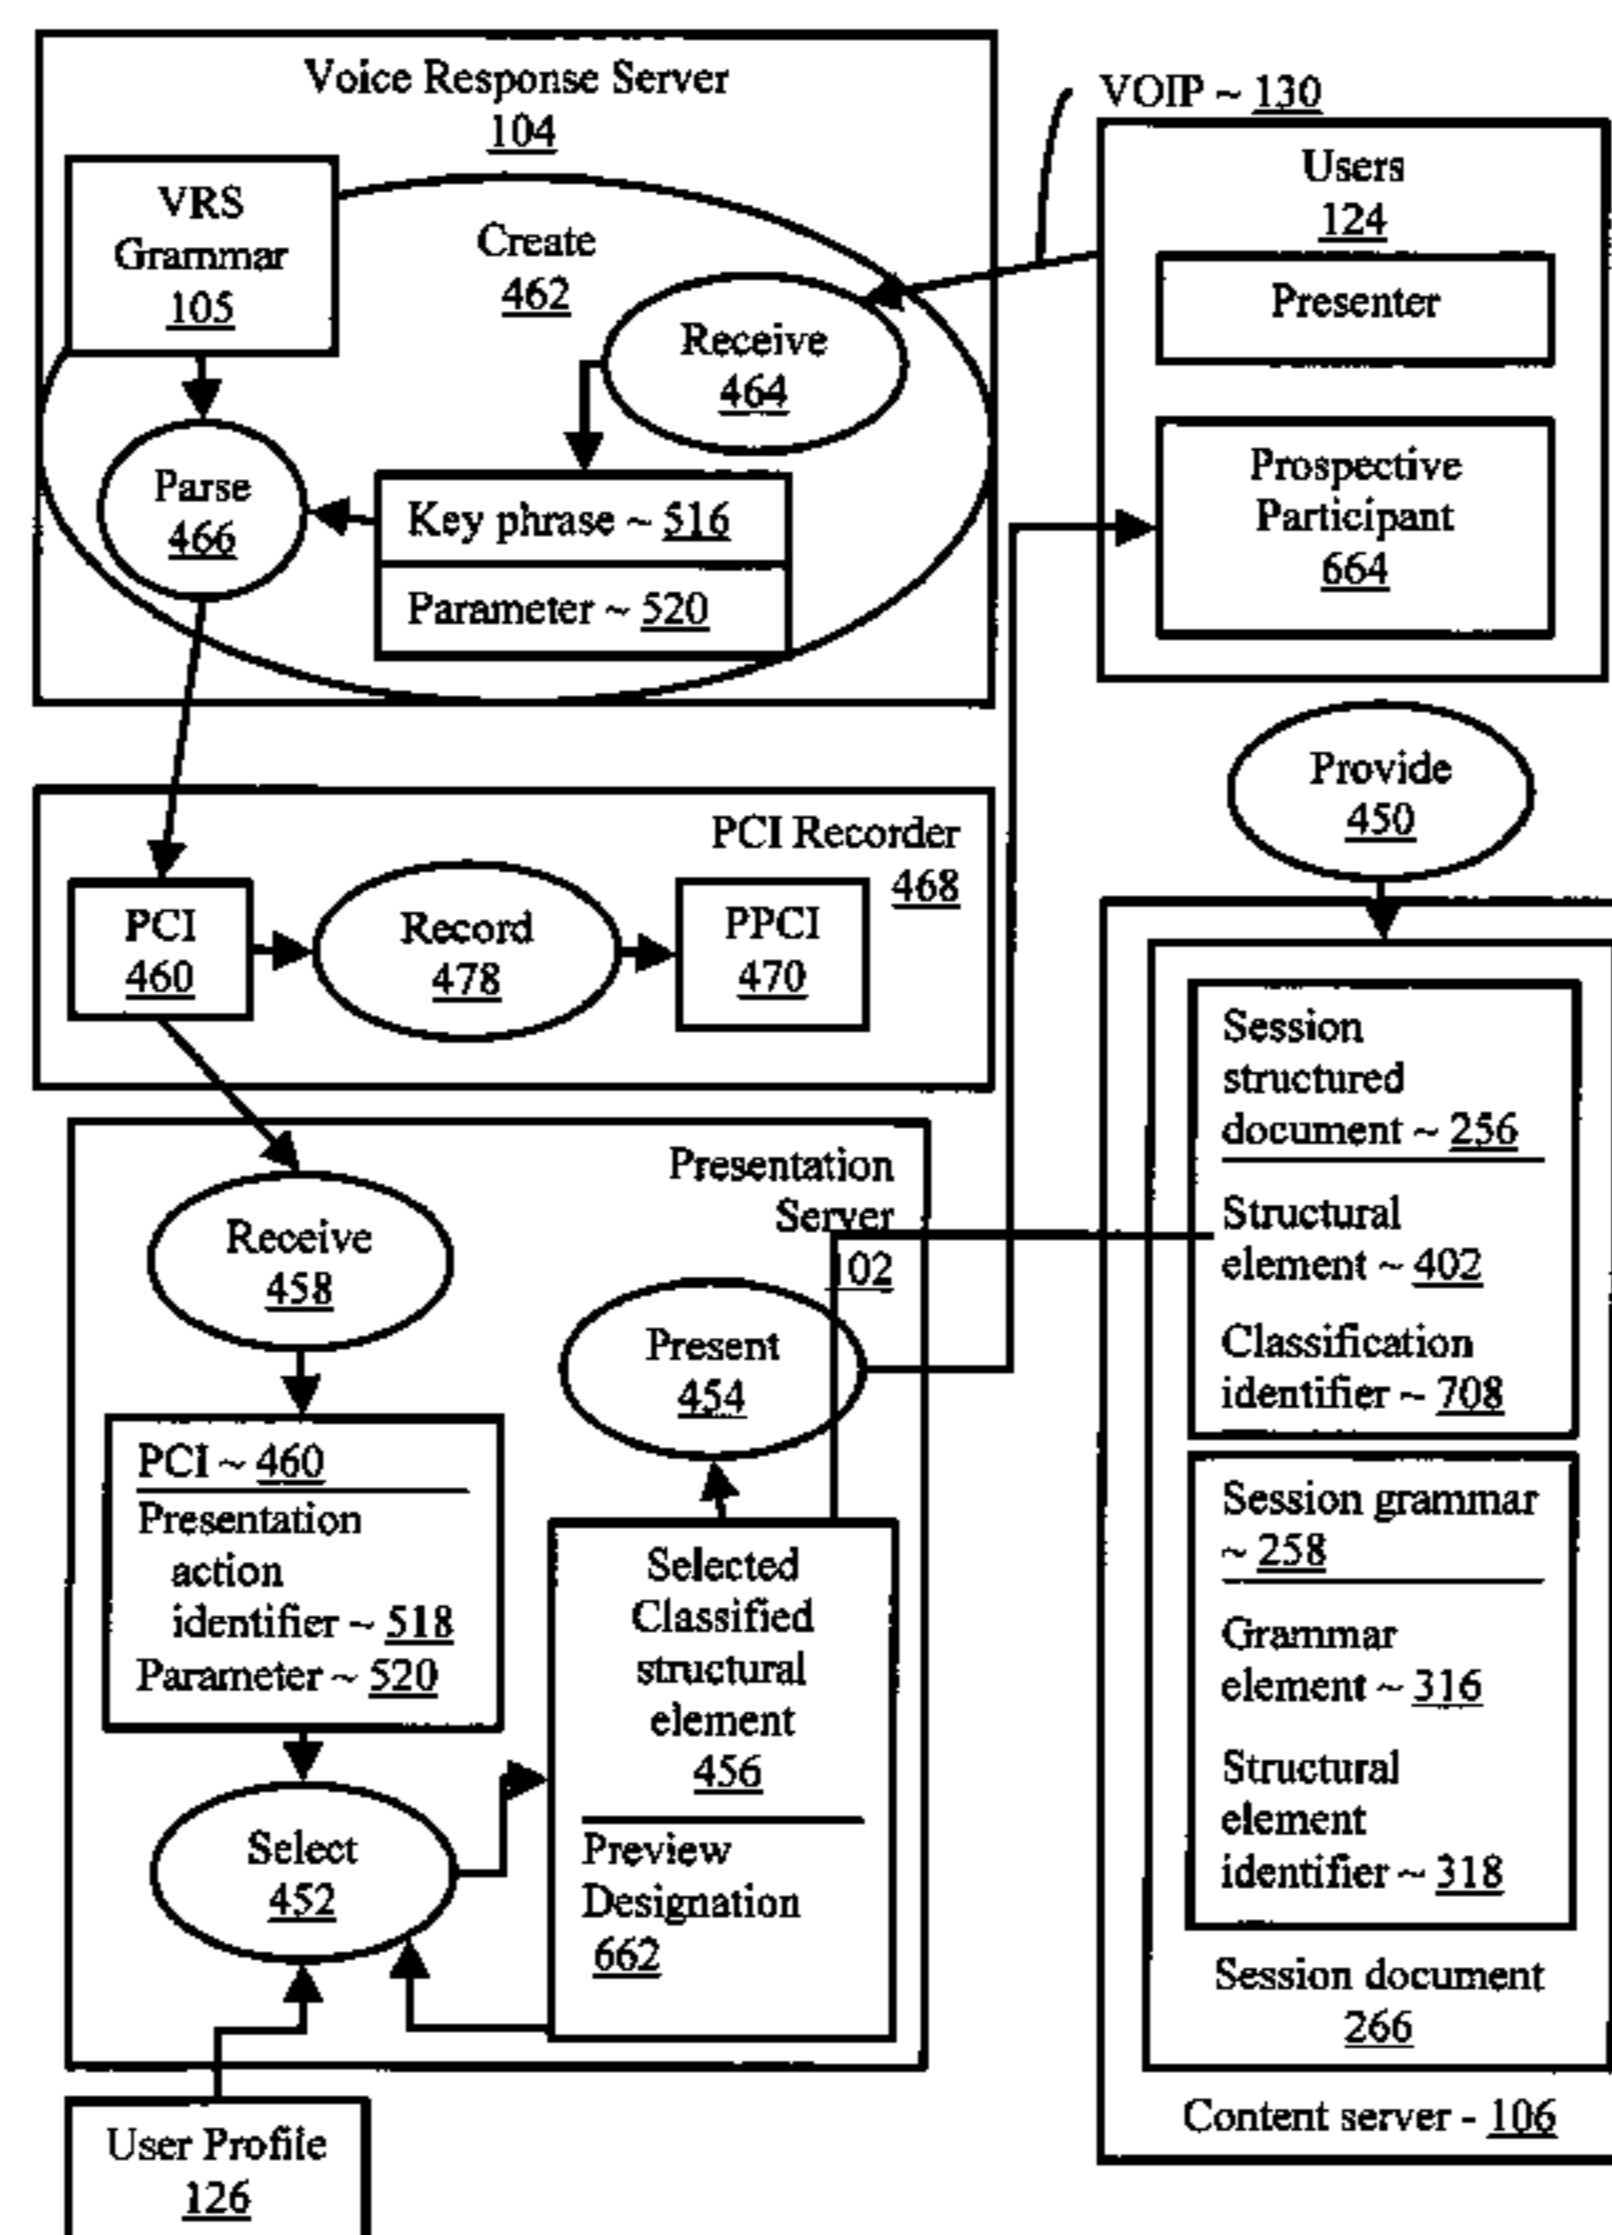 Voice Response Server
104
VOIP ~ 130
VRS
Grammar
105
Create
462
Receive
464
Parse
466
Key phrase ~ 516
Parameter ~ 520
Users
124
Presenter
Prospective
Participant
664
Provide
450
PCI Recorder
468
PCI
460
Record
478
PPCI
470
Presentation
Server
102
Receive
458
Present
454
PCI ~ 460
Presentation
action
identifier ~ 518
Parameter ~ 520
Selected
Classified
structural
element
456
Preview
Designation
662
Select
452
User Profile
126
Session
structured
document ~ 256
Structural
element ~ 402
Classification
identifier ~ 708
Session grammar
~ 258
Grammar
element ~ 316
Structural
element
identifier ~ 318
Session document
266
Content server - 106